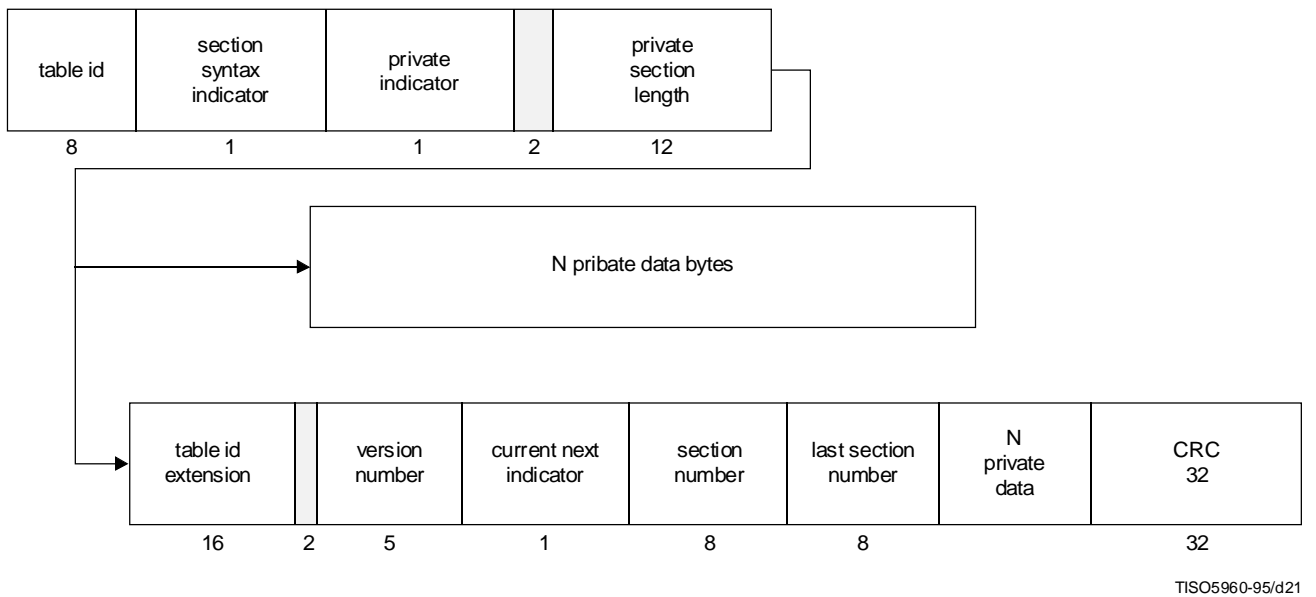 table id
section
syntax
indicator
private
indicator
private
section
length
8
1
1
2
12
N pribate data bytes
table id
extension
version
number
current next
indicator
section
number
last section
number
N
private
data
CRC
32
16
2
5
1
8
8
32
TISO5960-95/d21